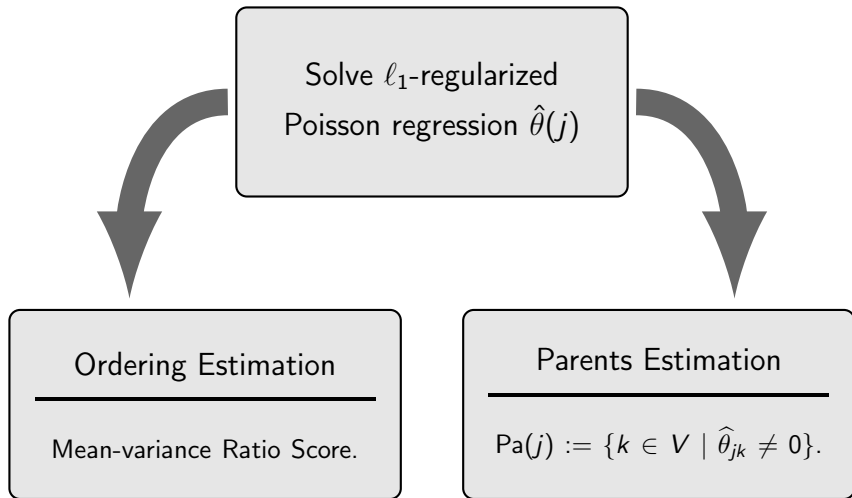 Solve ℓ₁-regularized
Poisson regression θ̂(j)
Ordering Estimation
Mean-variance Ratio Score.
Parents Estimation
Pa(j) := {k ∈ V | θ̂ⱼₖ ≠ 0}.